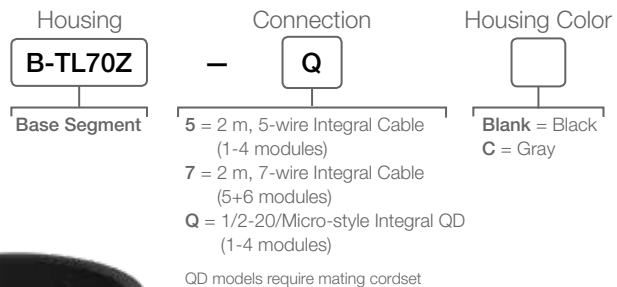 Housing
Connection
Housing Color
B-TL70Z
–
Q
Base Segment
5 = 2 m, 5-wire Integral Cable
(1-4 modules)
7 = 2 m, 7-wire Integral Cable
(5+6 modules)
Q = 1/2-20/Micro-style Integral QD
(1-4 modules)
QD models require mating cordset
Blank = Black
C = Gray